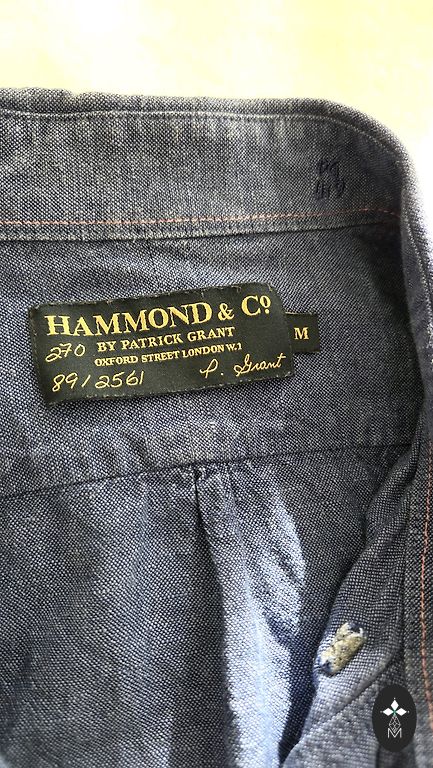 HAMMOND & Cº
270 BY PATRICK GRANT
OXFORD STREET LONDON W.1
89/2561 P. Grant
M